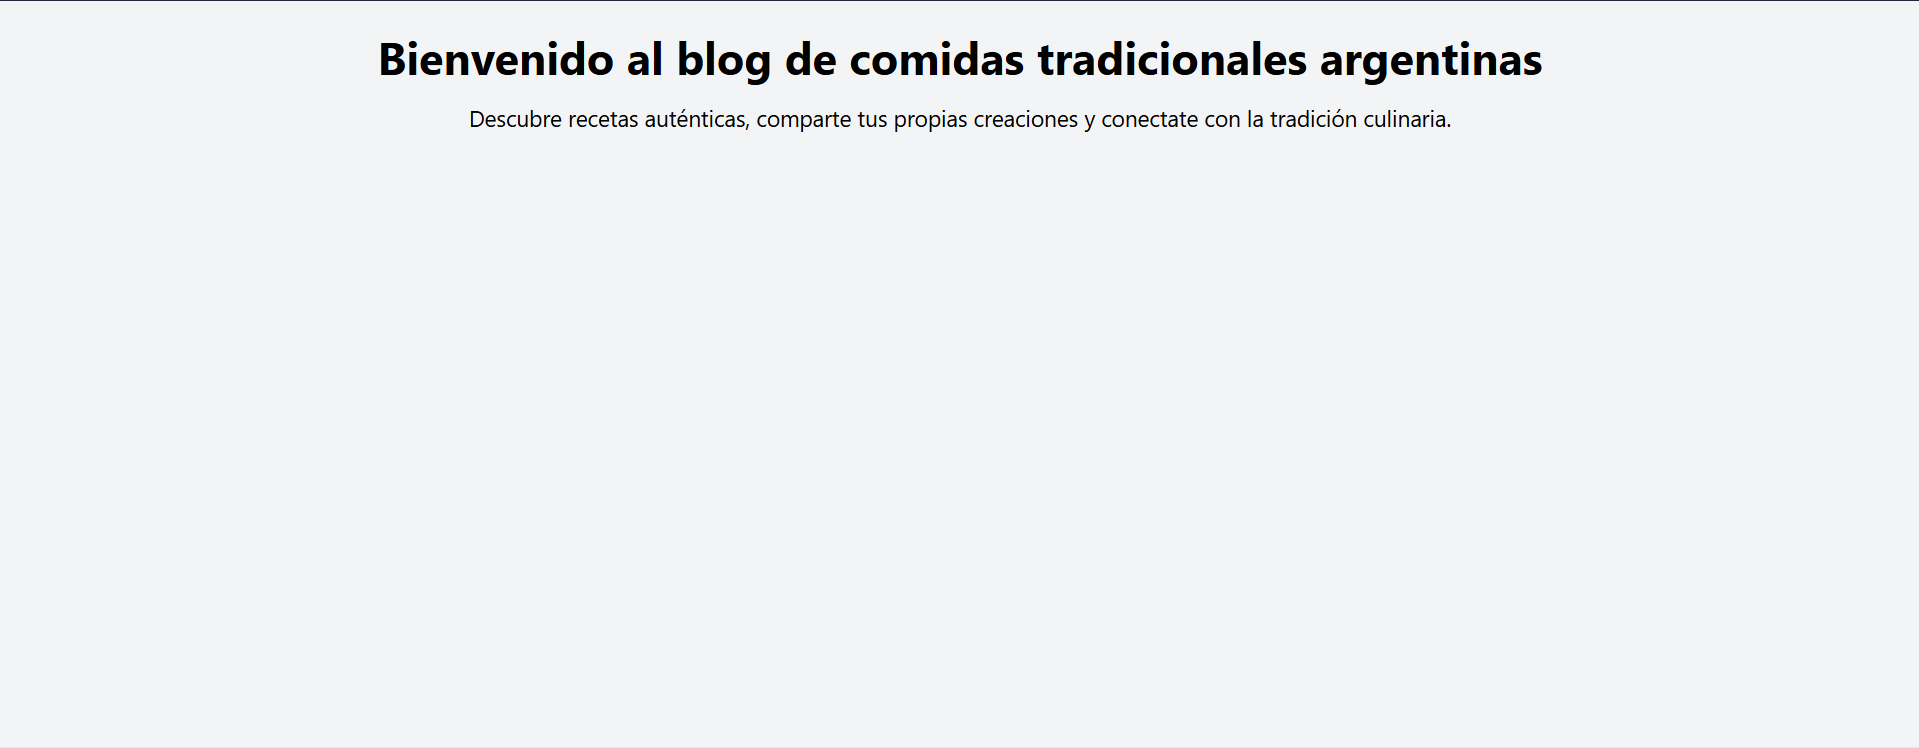 Bienvenido al blog de comidas tradicionales argentinas
Descubre recetas auténticas, comparte tus propias creaciones y conectate con la tradición culinaria.